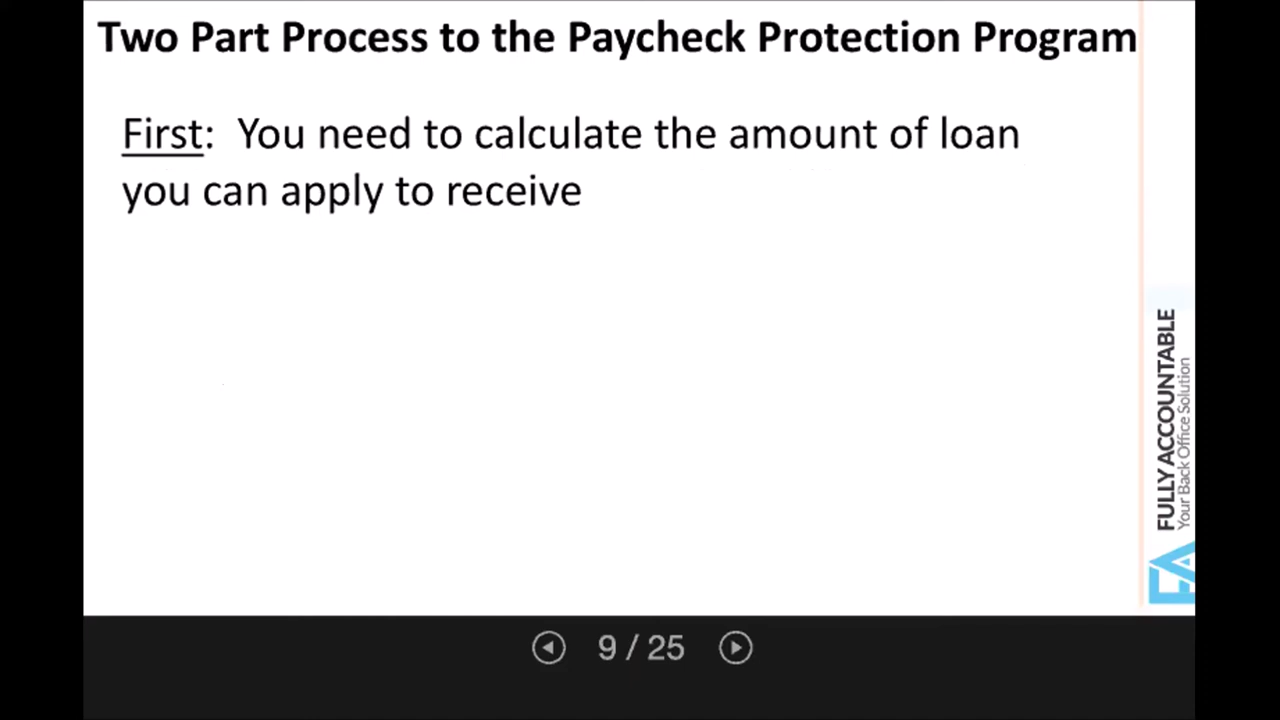 Two Part Process to the Paycheck Protection Program
First: You need to calculate the amount of loan
you can apply to receive
FULLY ACCOUNTABLE
Your Back Office Solution
FA
9 / 25